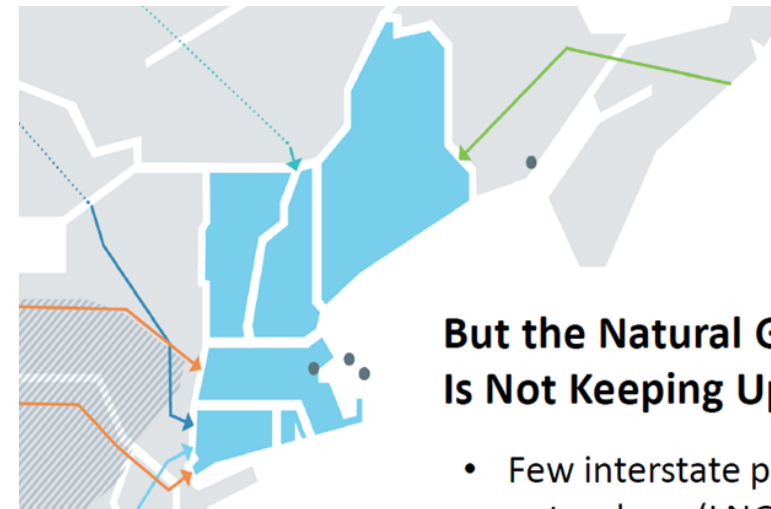 But the Natural G
Is Not Keeping Up
• Few interstate p